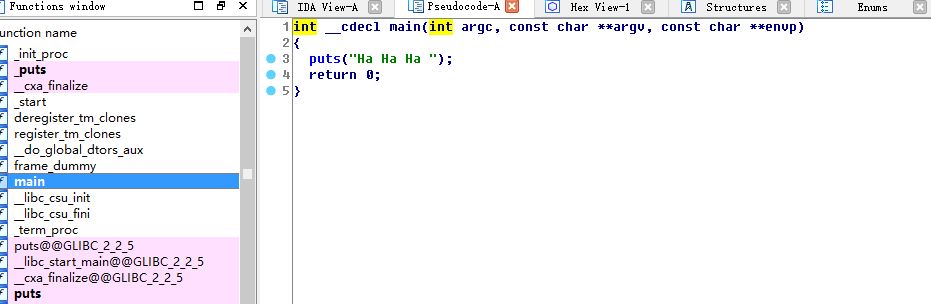 Functions window
IDA View-A
Pseudocode-A
Hex View-1
Structures
Enums
unction name
_init_proc
_puts
__cxa_finalize
_start
deregister_tm_clones
register_tm_clones
__do_global_dtors_aux
frame_dummy
main
__libc_csu_init
__libc_csu_fini
_term_proc
puts@@GLIBC_2_2_5
__libc_start_main@@GLIBC_2_2_5
__cxa_finalize@@GLIBC_2_2_5
puts
1 int __cdecl main(int argc, const char **argv, const char **envp)
2 {
3 puts("Ha Ha Ha ");
4 return 0;
5 }